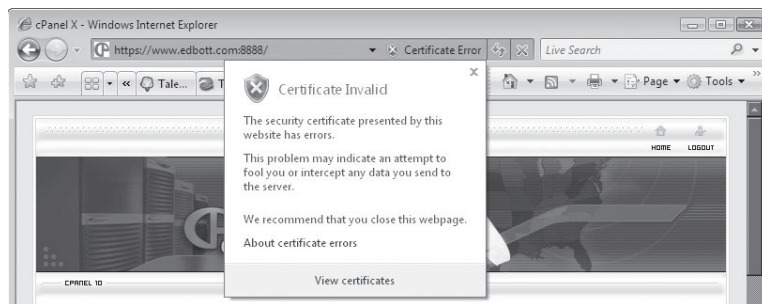 cPanel X - Windows Internet Explorer
https://www.edbott.com:8888/
Certificate Error
Live Search
Tale...
T
Page
Tools
Certificate Invalid
The security certificate presented by this
website has errors.
This problem may indicate an attempt to
fool you or intercept any data you send to
the server.
We recommend that you close this webpage.
About certificate errors
View certificates
HOME LOGOUT
CPANEL 10